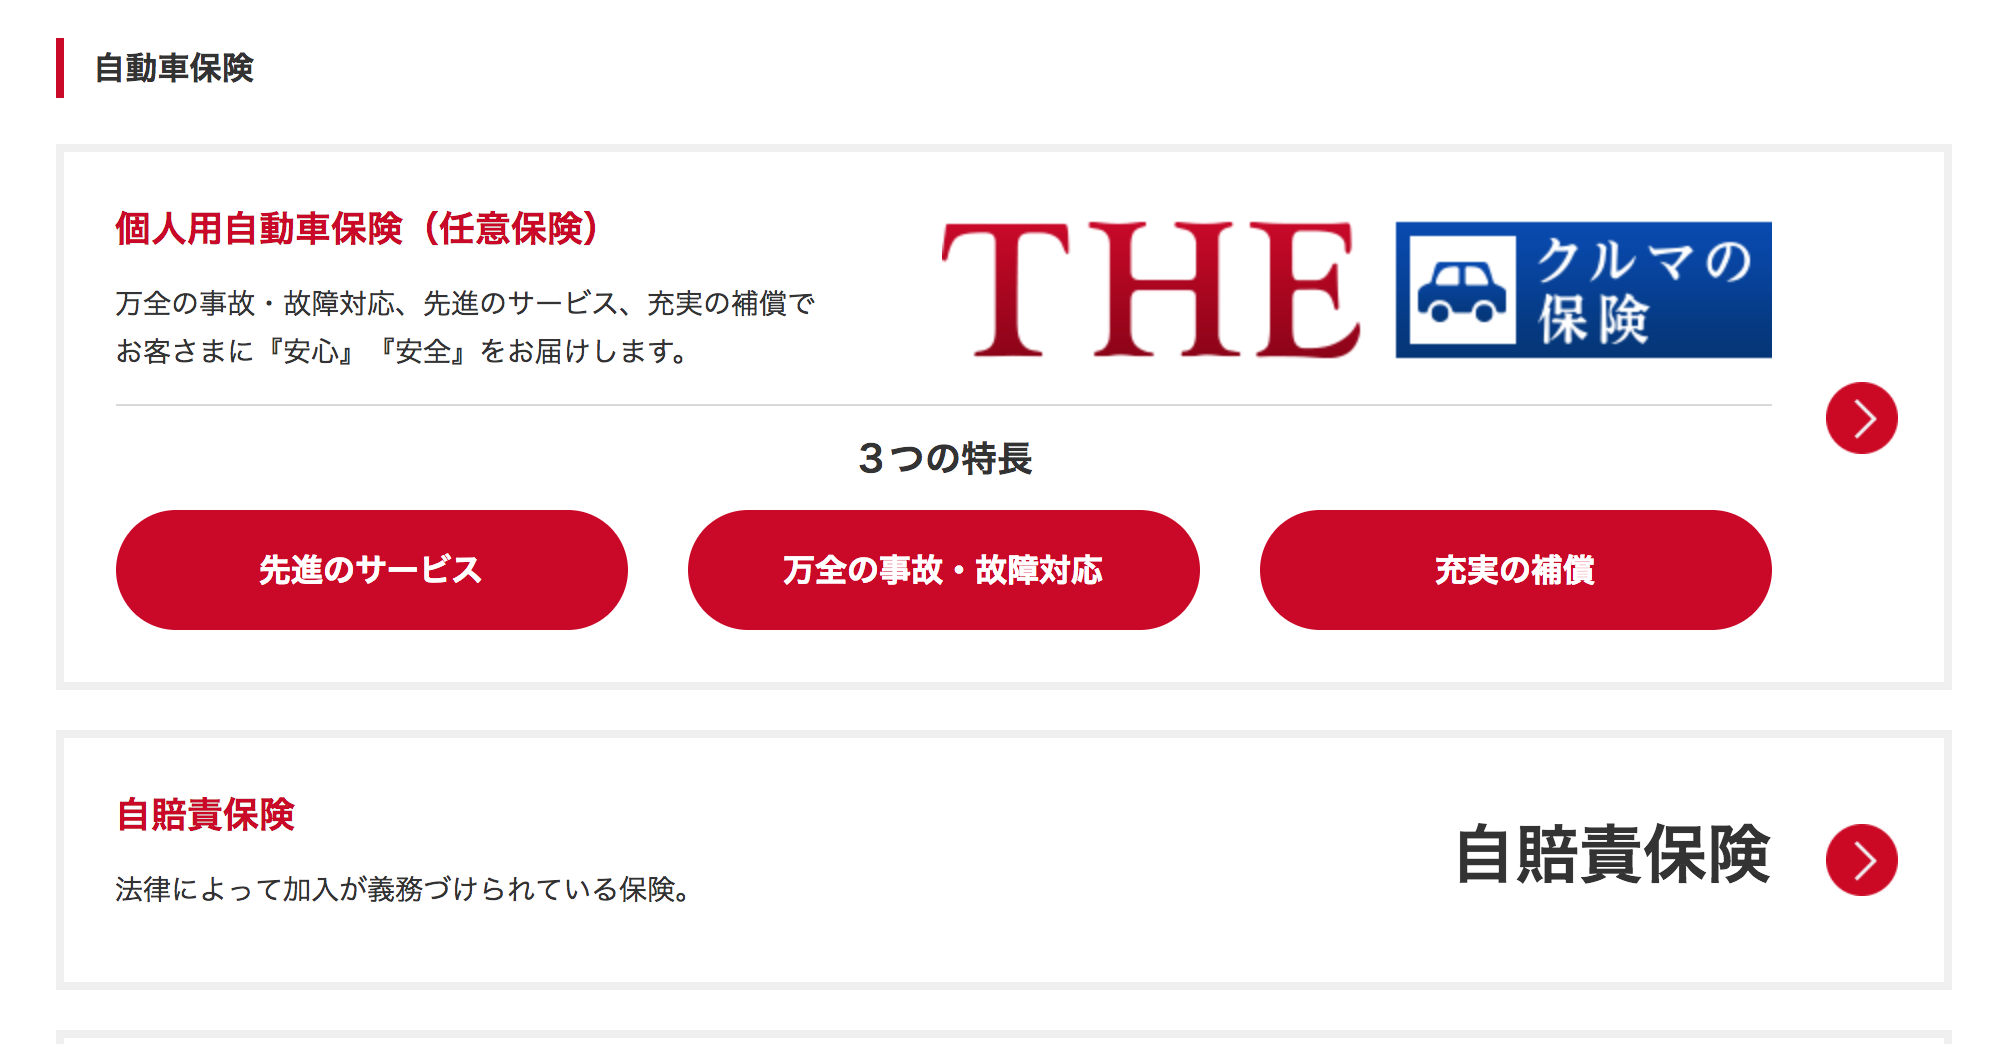 自動車保険
個人用自動車保険（任意保険）
万全の事故・故障対応、先進のサービス、充実の補償で
お客さまに『安心』『安全』をお届けします。
THE クルマの
保険
３つの特長
先進のサービス
万全の事故・故障対応
充実の補償
自賠責保険
法律によって加入が義務づけられている保険。
自賠責保険